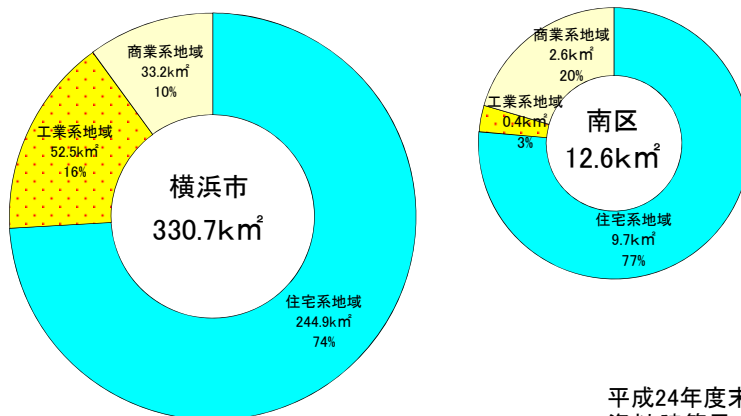 商業系地域
33.2k㎡
10%
工業系地域
52.5k㎡
16%
横浜市
330.7k㎡
住宅系地域
244.9k㎡
74%
商業系地域
2.6k㎡
20%
工業系地域
0.4k㎡
3%
南区
12.6k㎡
住宅系地域
9.7k㎡
77%
平成24年度末